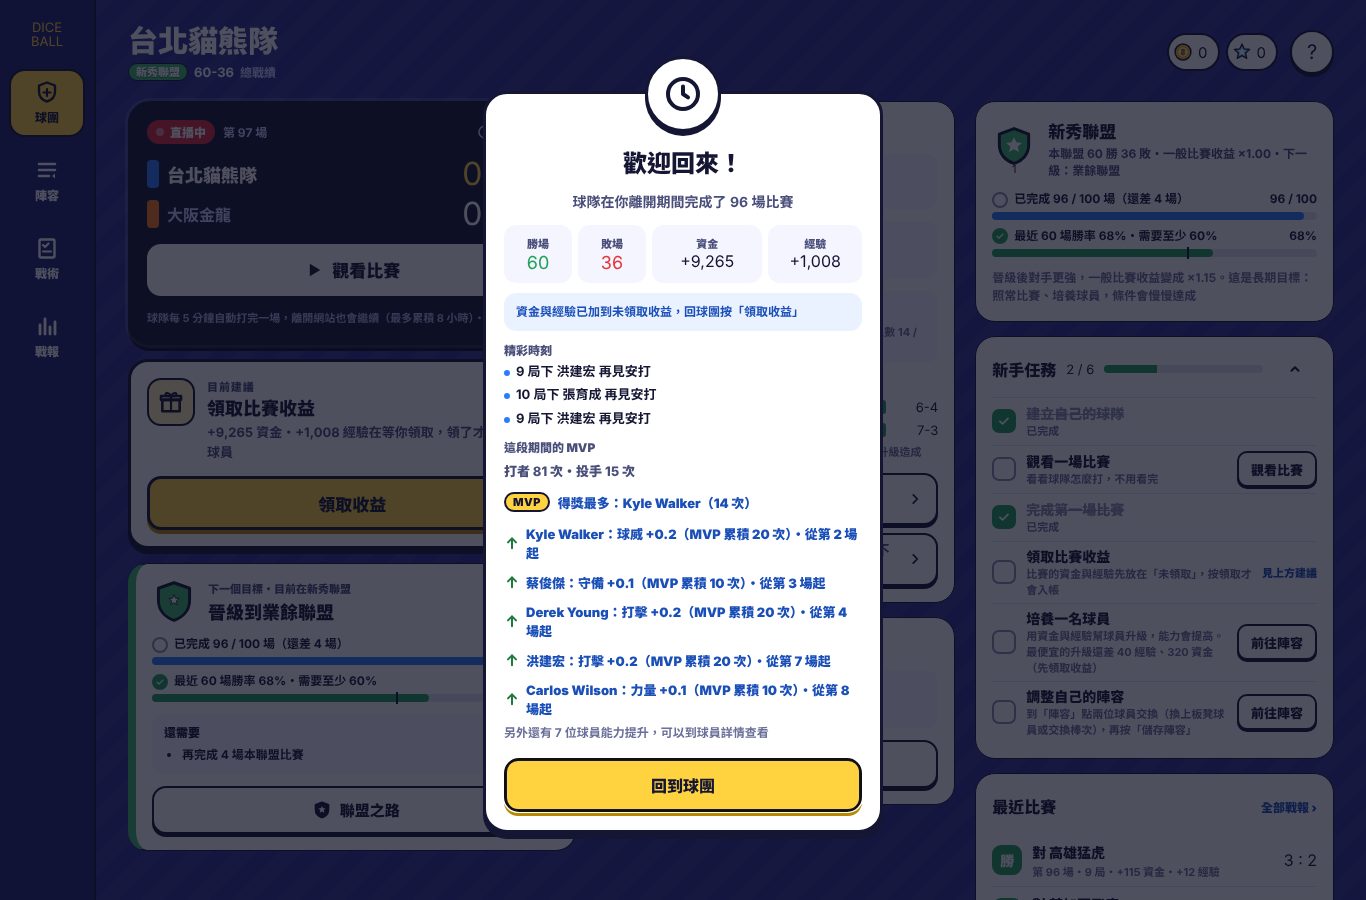 DICE
BALL
球團
陣容
戰術
戰報
台北貓熊隊
新秀聯盟 60-36 總戰績
0
0
?
直播中 第 97 場
台北貓熊隊 0
大阪金龍 0
觀看比賽
球隊每 5 分鐘自動打完一場，離開網站也會繼續（最多累積 8 小時）・
目前建議
領取比賽收益
+9,265 資金・+1,008 經驗在等你領取，領了才
球員
領取收益
下一個目標・目前在新秀聯盟
晉級到業餘聯盟
已完成 96 / 100 場（還差 4 場）
最近 60 場勝率 68%・需要至少 60%
還需要
再完成 4 場本聯盟比賽
聯盟之路
歡迎回來！
球隊在你離開期間完成了 96 場比賽
勝場 敗場 資金 經驗
60 36 +9,265 +1,008
資金與經驗已加到未領取收益，回球團按「領取收益」
精彩時刻
9 局下 洪建宏 再見安打
10 局下 張育成 再見安打
9 局下 洪建宏 再見安打
這段期間的 MVP
打者 81 次・投手 15 次
MVP 得獎最多：Kyle Walker（14 次）
Kyle Walker：球威 +0.2（MVP 累積 20 次）・從第 2 場
起
蔡俊傑：守備 +0.1（MVP 累積 10 次）・從第 3 場起
Derek Young：打擊 +0.2（MVP 累積 20 次）・從第 4
場起
洪建宏：打擊 +0.2（MVP 累積 20 次）・從第 7 場起
Carlos Wilson：力量 +0.1（MVP 累積 10 次）・從第 8
場起
另外還有 7 位球員能力提升，可以到球員詳情查看
回到球團
數 14 /
6-4
7-3
升級造成
新秀聯盟
本聯盟 60 勝 36 敗・一般比賽收益 ×1.00・下一
級：業餘聯盟
已完成 96 / 100 場（還差 4 場） 96 / 100
最近 60 場勝率 68%・需要至少 60% 68%
晉級後對手更強，一般比賽收益變成 ×1.15。這是長期目標：
照常比賽、培養球員，條件會慢慢達成
新手任務 2 / 6
建立自己的球隊
已完成
觀看一場比賽
看看球隊怎麼打，不用看完
觀看比賽
完成第一場比賽
已完成
領取比賽收益
比賽的資金與經驗先放在「未領取」，按領取才
會入帳
見上方建議
培養一名球員
用資金與經驗幫球員升級，能力會提高。
最便宜的升級還差 40 經驗、320 資金
（先領取收益）
前往陣容
調整自己的陣容
到「陣容」點兩位球員交換（換上板凳球
員或交換棒次），再按「儲存陣容」
前往陣容
最近比賽 全部戰報 ›
勝 對 高雄猛虎 3 : 2
第 96 場・9 局・+115 資金・+12 經驗